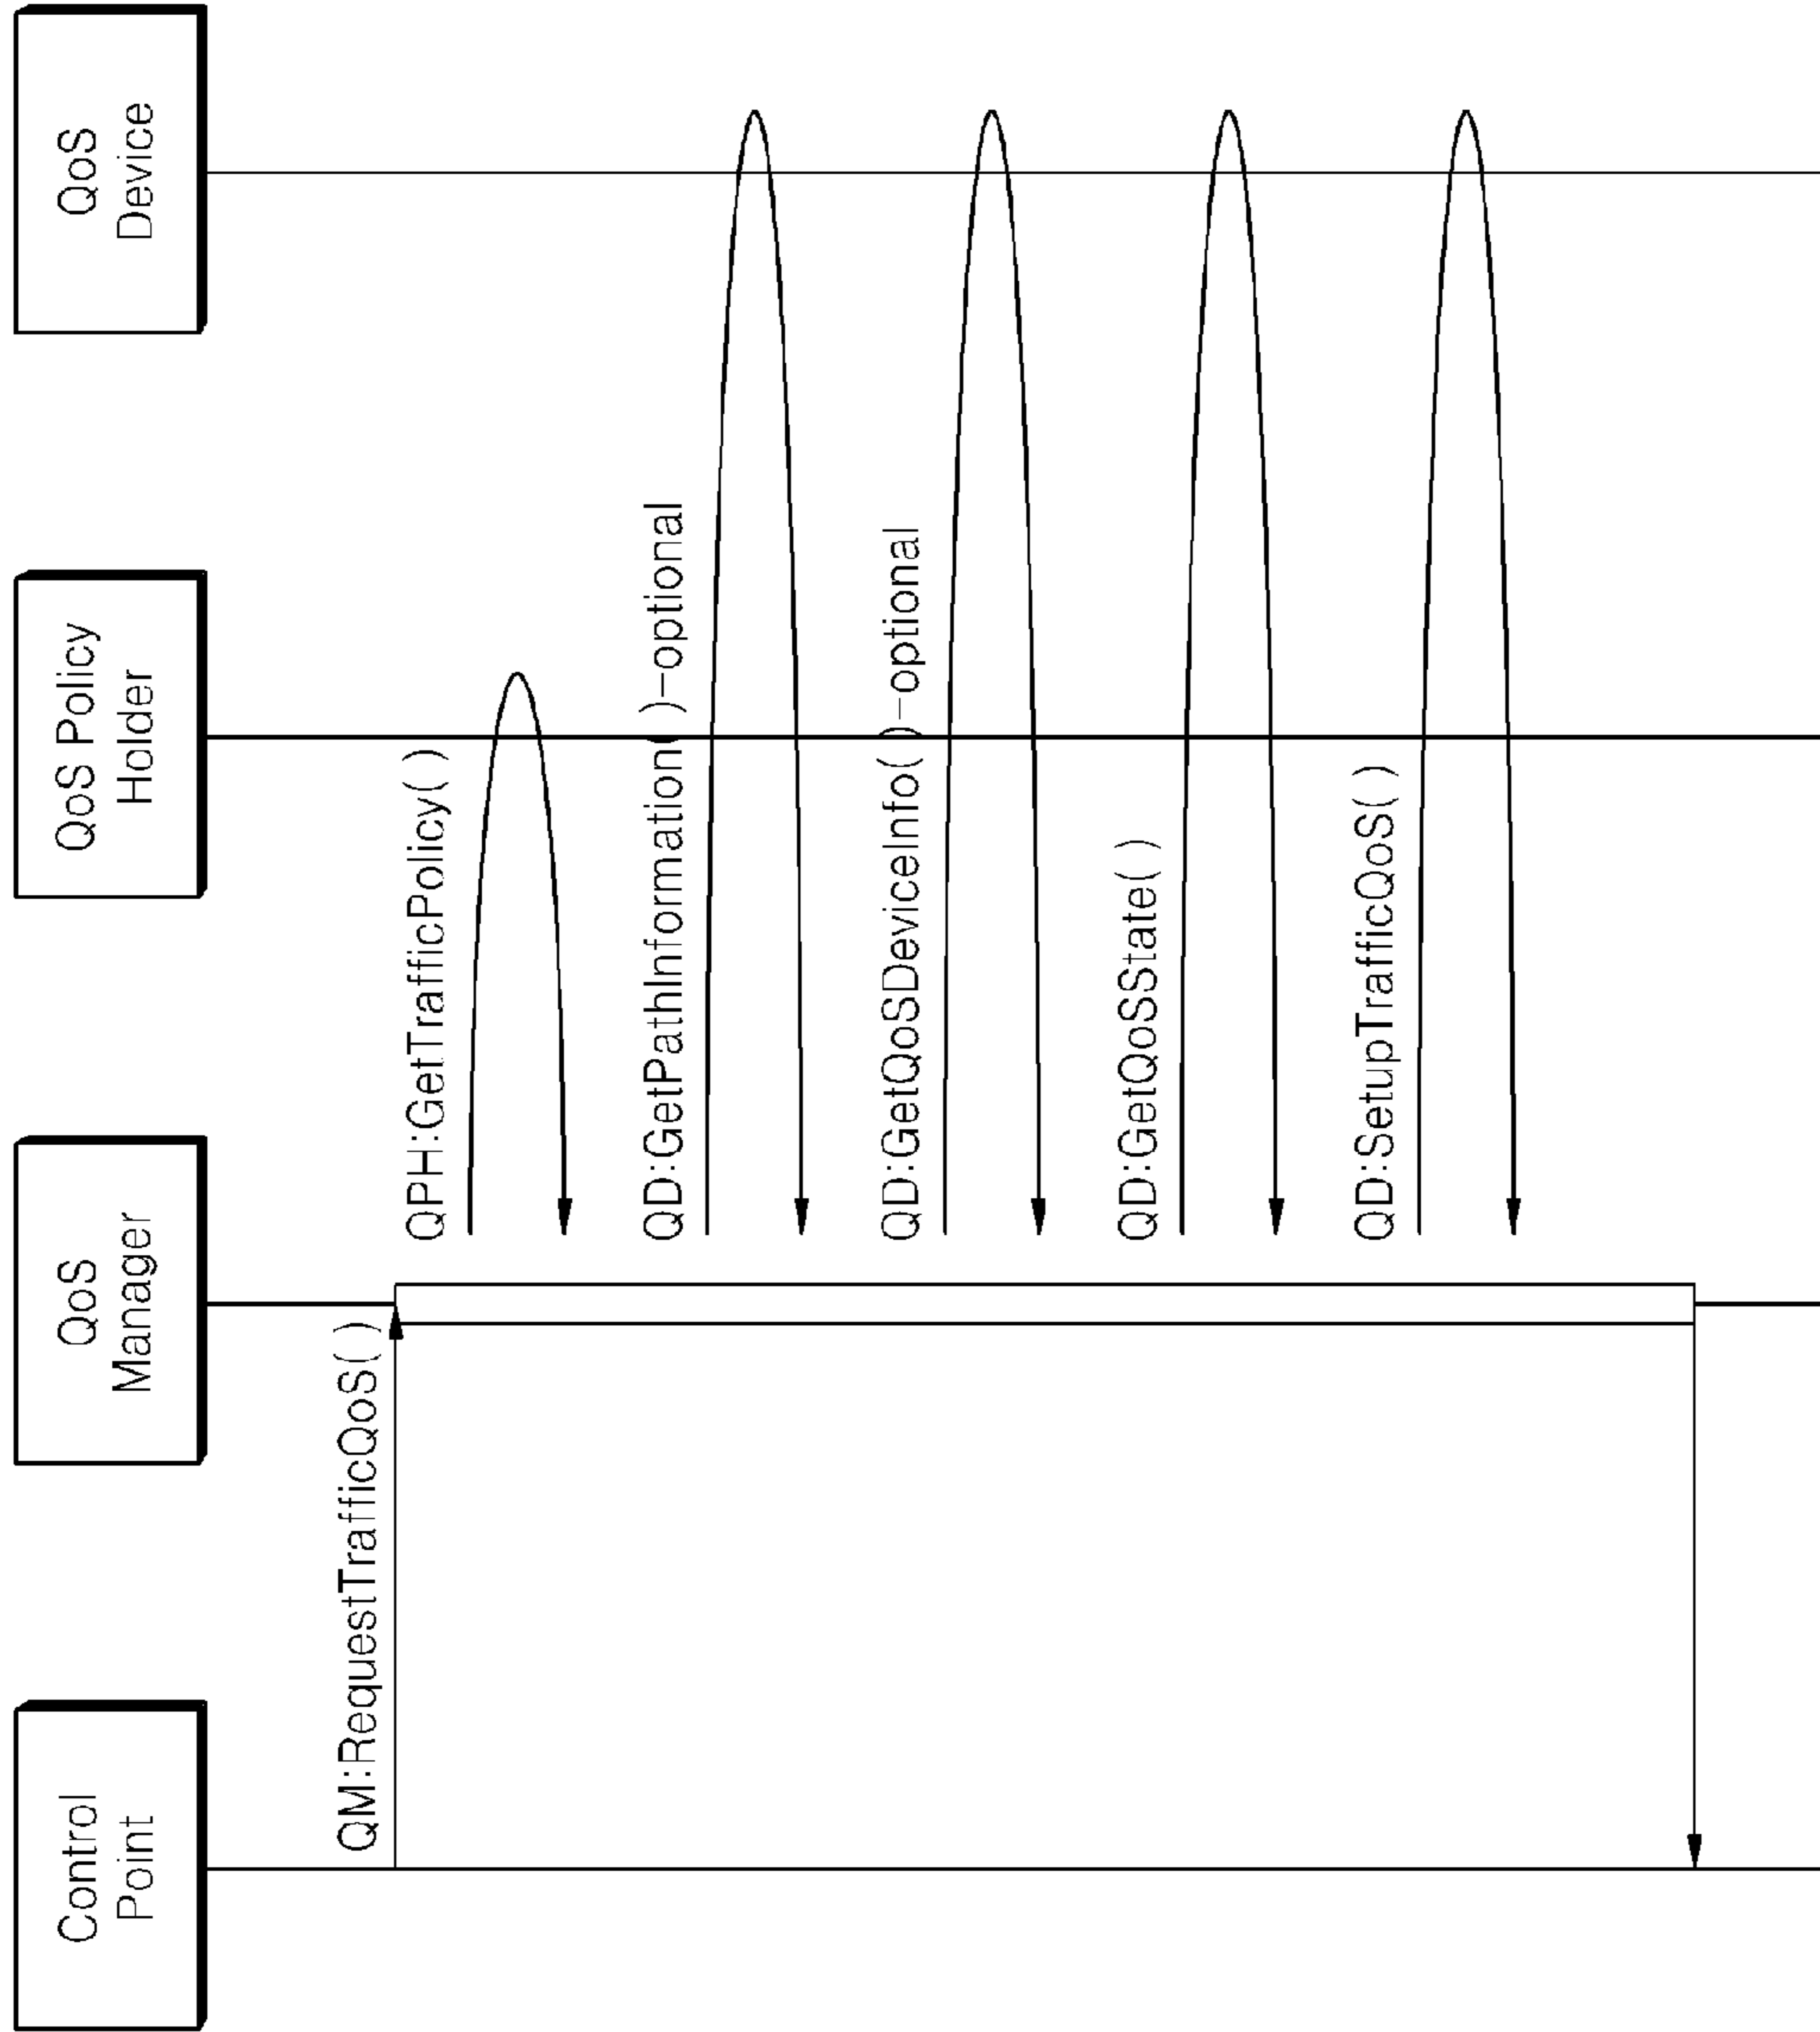 Control
Point
QoS
Manager
QoS Policy
Holder
QoS
Device
QM:RequestTrafficQoS( )
QPH:GetTrafficPolicy( )
QD:GetPathInformation( )-optional
QD:GetQoSDeviceInfo( )-optional
QD:GetQoSState( )
QD:SetupTrafficQoS( )